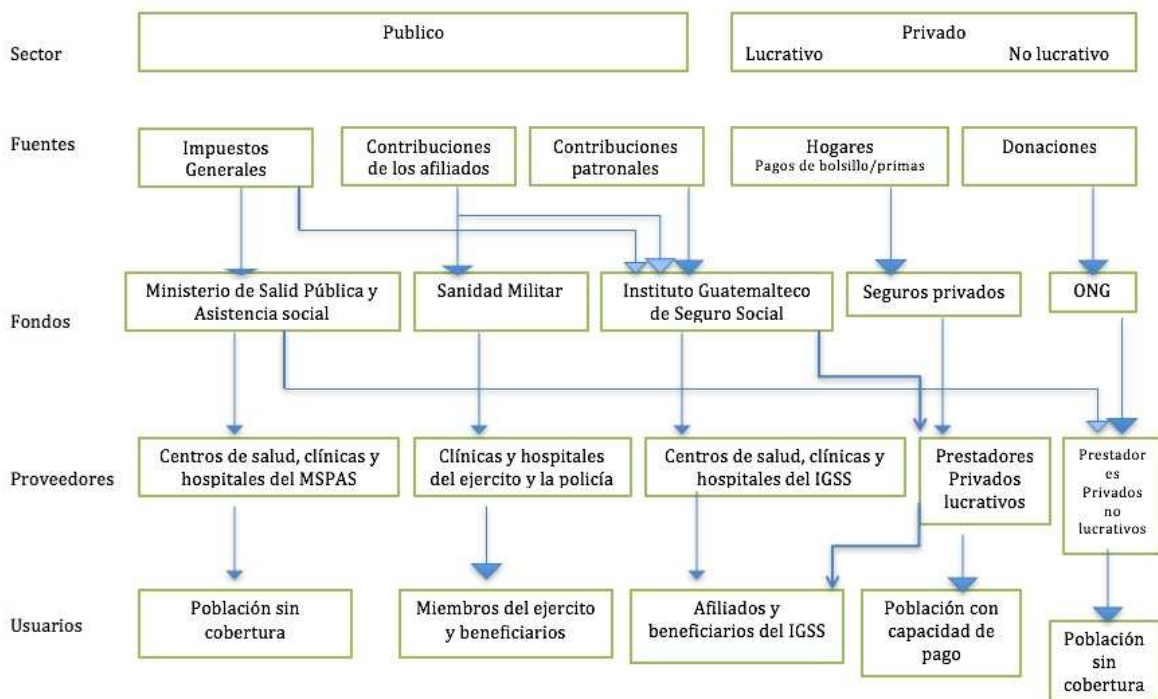 Sector
Publico
Privado
Lucrativo No lucrativo
Fuentes
Impuestos
Generales
Contribuciones
de los afiliados
Contribuciones
patronales
Hogares
Pagos de bolsillo/primas
Donaciones
Fondos
Ministerio de Salid Pública y
Asistencia social
Sanidad Militar
Instituto Guatemalteco
de Seguro Social
Seguros privados
ONG
Proveedores
Centros de salud, clínicas y
hospitales del MSPAS
Clínicas y hospitales
del ejercito y la policía
Centros de salud, clínicas y
hospitales del IGSS
Prestadores
Privados
lucrativos
Prestador
es
Privados
no
lucrativos
Usuarios
Población sin
cobertura
Miembros del ejercito
y beneficiarios
Afiliados y
beneficiarios del IGSS
Población con
capacidad de
pago
Población
sin
cobertura